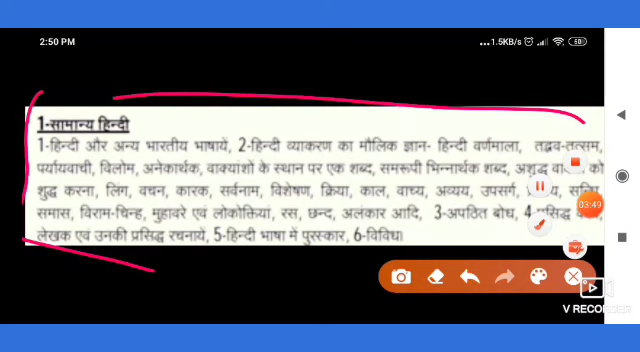 2:50 PM
...1.5KB/s
58
1-सामान्य हिन्दी
1-हिन्दी और अन्य भारतीय भाषायें, 2-हिन्दी व्याकरण का मौलिक ज्ञान- हिन्दी वर्णमाला, तद्भव-तत्सम,
पर्यायवाची, विलोम, अनेकार्थक, वाक्यांशों के स्थान पर एक शब्द, समरूपी भिन्नार्थक शब्द, अशुद्ध को
शुद्ध करना, लिंग, वचन, कारक, सर्वनाम, विशेषण, क्रिया, काल, वाच्य, अव्यय, उपसर्ग,
समास, विराम-चिन्ह, मुहावरे एवं लोकोक्तियां, रस, छन्द, अलंकार आदि, 3-अपठित बोध,
लेखक एवं उनकी प्रसिद्ध रचनायें, 5-हिन्दी भाषा में पुरस्कार, 6-विविध।
03:49
V RECORDER